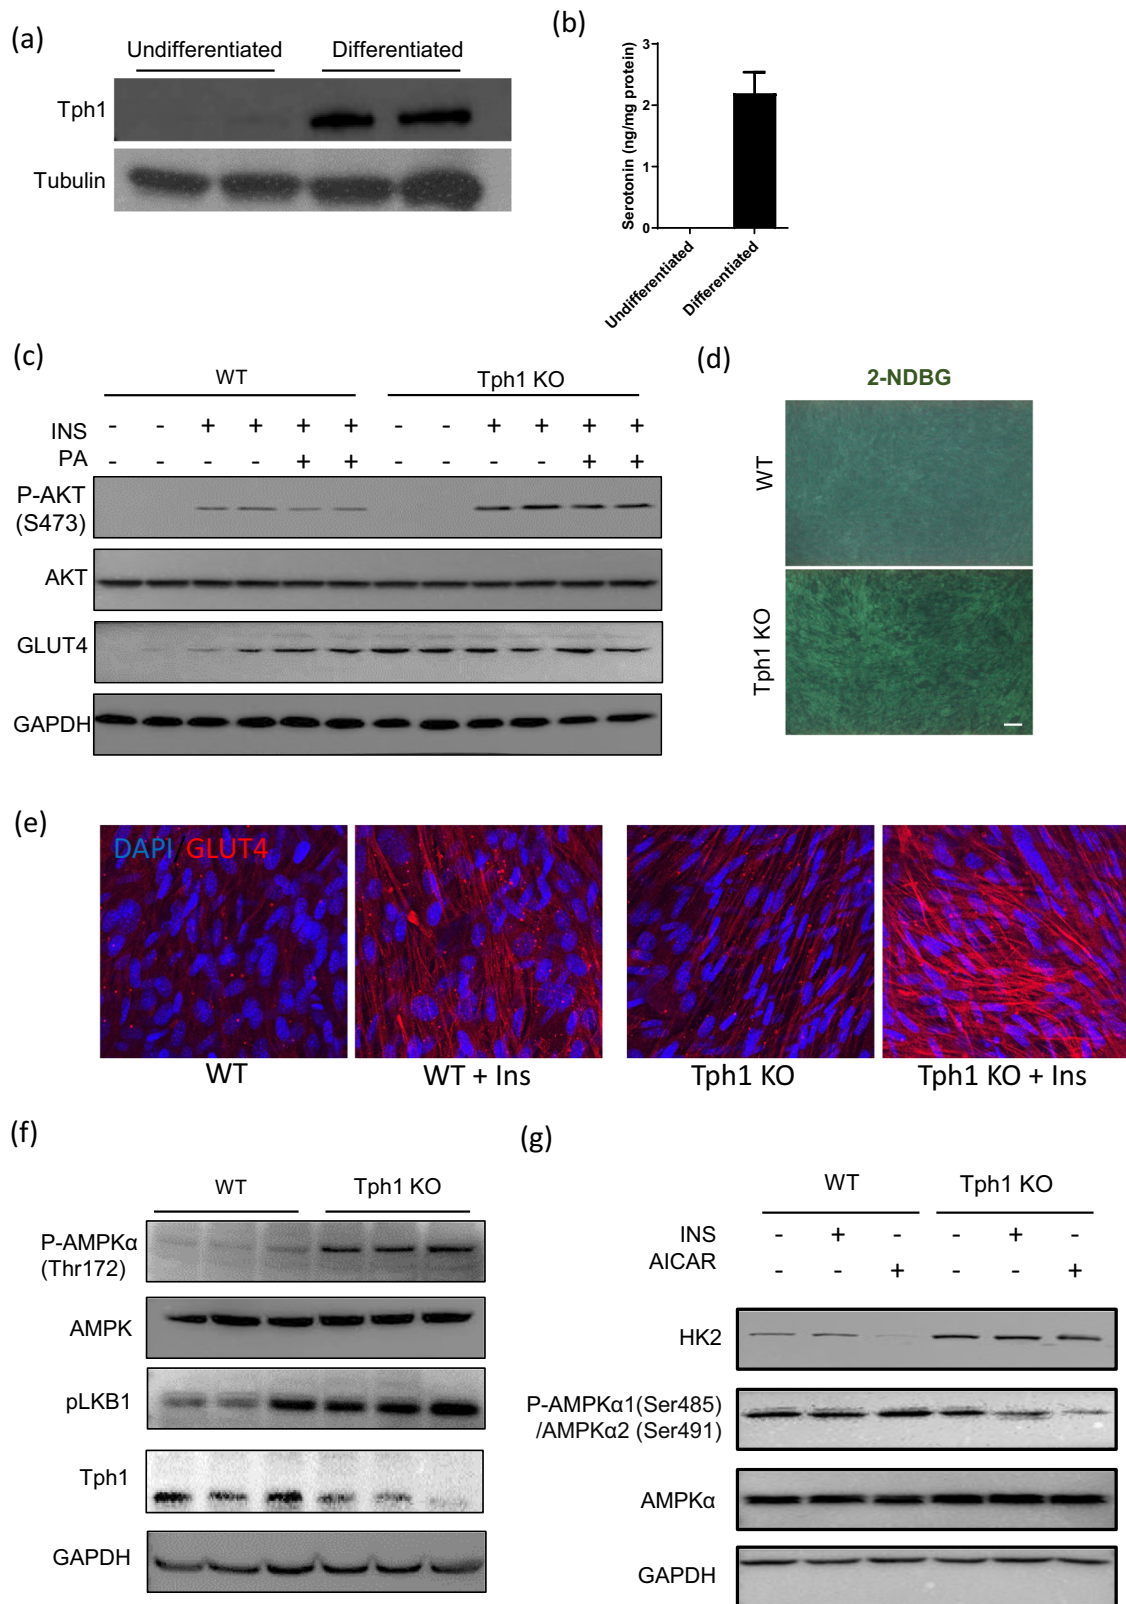 (a)
Undifferentiated Differentiated
Tph1
Tubulin
(b)
Serotonin (ng/mg protein)
3
2
1
0
Undifferentiated
Differentiated
(c)
WT Tph1 KO
INS - - + + + + - - + + + +
PA - - - - + + - - - - + +
P-AKT
(S473)
AKT
GLUT4
GAPDH
(d)
2-NDBG
WT
Tph1 KO
(e)
DAPI/GLUT4
WT WT + Ins Tph1 KO Tph1 KO + Ins
(f)
WT Tph1 KO
P-AMPKα
(Thr172)
AMPK
pLKB1
Tph1
GAPDH
(g)
WT Tph1 KO
INS - + - - + -
AICAR - - + - - +
HK2
P-AMPKα1(Ser485)
/AMPKα2 (Ser491)
AMPKα
GAPDH